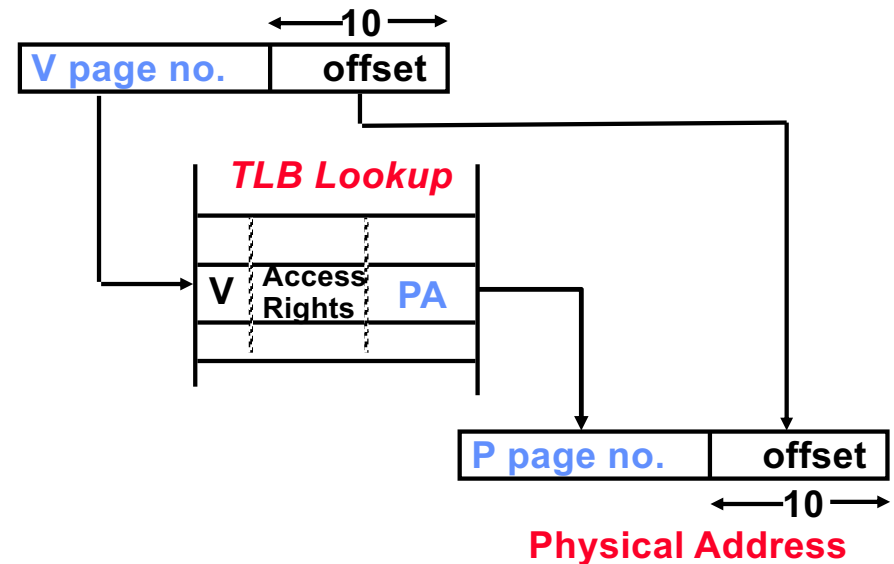 10
V page no. offset
TLB Lookup
V Access Rights PA
P page no. offset
10
Physical Address